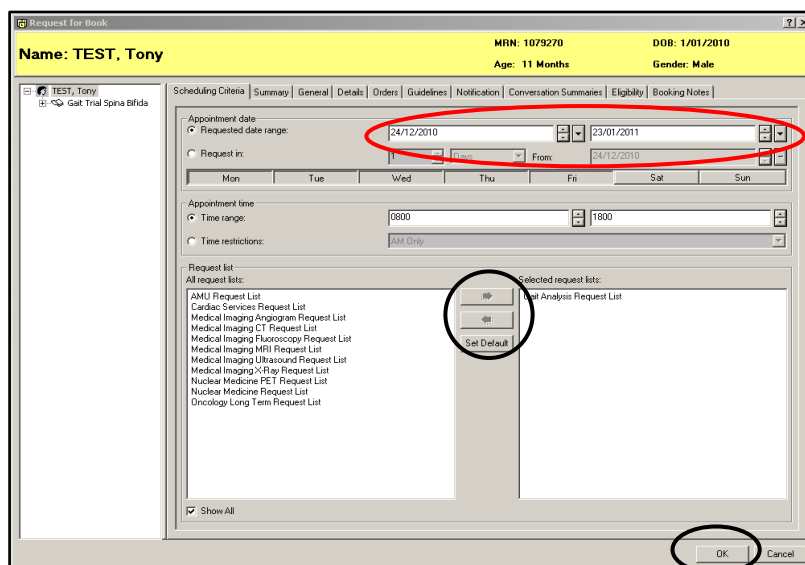 Request for Book
Name: TEST, Tony
MRN: 1079270
DOB: 1/01/2010
Age: 11 Months
Gender: Male
TEST, Tony
Gait Trial Spina Bifida
Scheduling Criteria Summary General Details Orders Guidelines Notification Conversation Summaries Eligibility Booking Notes
Appointment date
Requested date range: 24/12/2010 23/01/2011
Request in: 1 Days From: 24/12/2010
Mon Tue Wed Thu Fri Sat Sun
Appointment time
Time range: 0800 1800
Time restrictions: AM Only
Request list
All request lists:
AMU Request List
Cardiac Services Request List
Medical Imaging Angiogram Request List
Medical Imaging CT Request List
Medical Imaging Fluoroscopy Request List
Medical Imaging MRI Request List
Medical Imaging Ultrasound Request List
Medical Imaging X-Ray Request List
Nuclear Medicine PET Request List
Nuclear Medicine Request List
Oncology Long Term Request List
Set Default
Selected request lists:
Gait Analysis Request List
Show All
OK Cancel